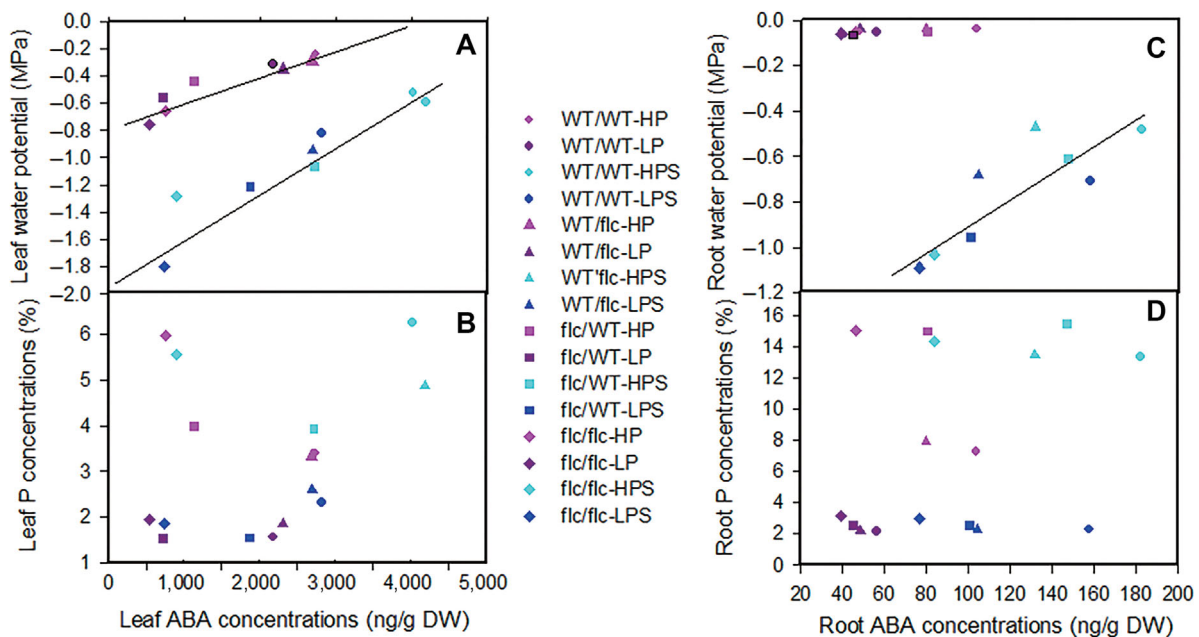 A
Leaf water potential (MPa)
0.0
–0.2
–0.4
–0.6
–0.8
–1.0
–1.2
–1.4
–1.6
–1.8
–2.0
B
Leaf P concentrations (%)
6
5
4
3
2
1
0 1,000 2,000 3,000 4,000 5,000
Leaf ABA concentrations (ng/g DW)
WT/WT-HP
WT/WT-LP
WT/WT-HPS
WT/WT-LPS
WT/flc-HP
WT/flc-LP
WT'flc-HPS
WT/flc-LPS
flc/WT-HP
flc/WT-LP
flc/WT-HPS
flc/WT-LPS
flc/flc-HP
flc/flc-LP
flc/flc-HPS
flc/flc-LPS
C
Root water potential (MPa)
–0.0
–0.2
–0.4
–0.6
–0.8
–1.0
–1.2
D
Root P concentrations (%)
16
14
12
10
8
6
4
2
0
20 40 60 80 100 120 140 160 180 200
Root ABA concentrations (ng/g DW)